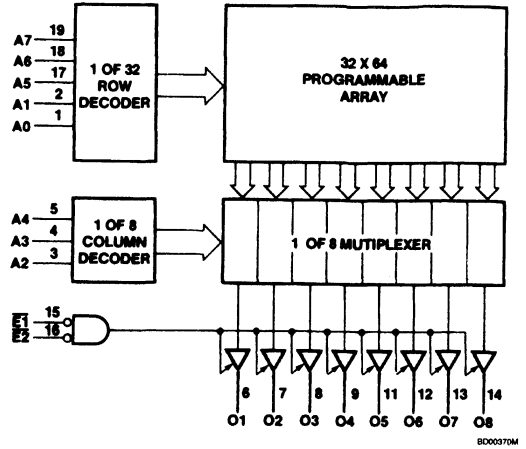 A7 19
A6 18
A5 17
A1 2
A0 1
1 OF 32
ROW
DECODER
32 X 64
PROGRAMMABLE
ARRAY
A4 5
A3 4
A2 3
1 OF 8
COLUMN
DECODER
1 OF 8 MUTIPLEXER
E1 15
E2 16
6 7 8 9 11 12 13 14
O1 O2 O3 O4 O5 O6 O7 O8
BD00370M